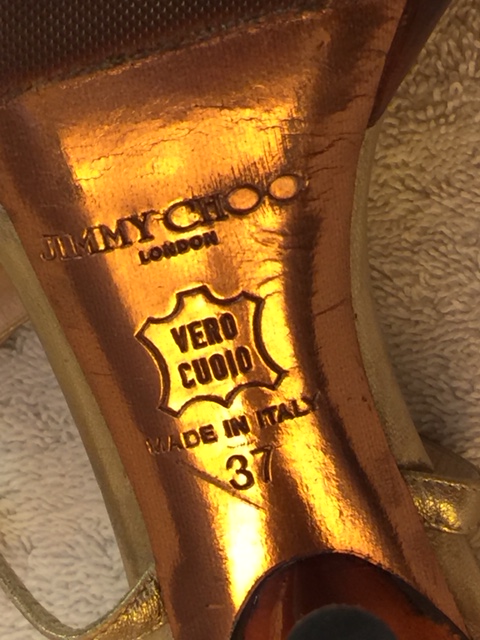 JIMMY CHOO
LONDON
VERO
CUOIO
MADE IN ITALY
37